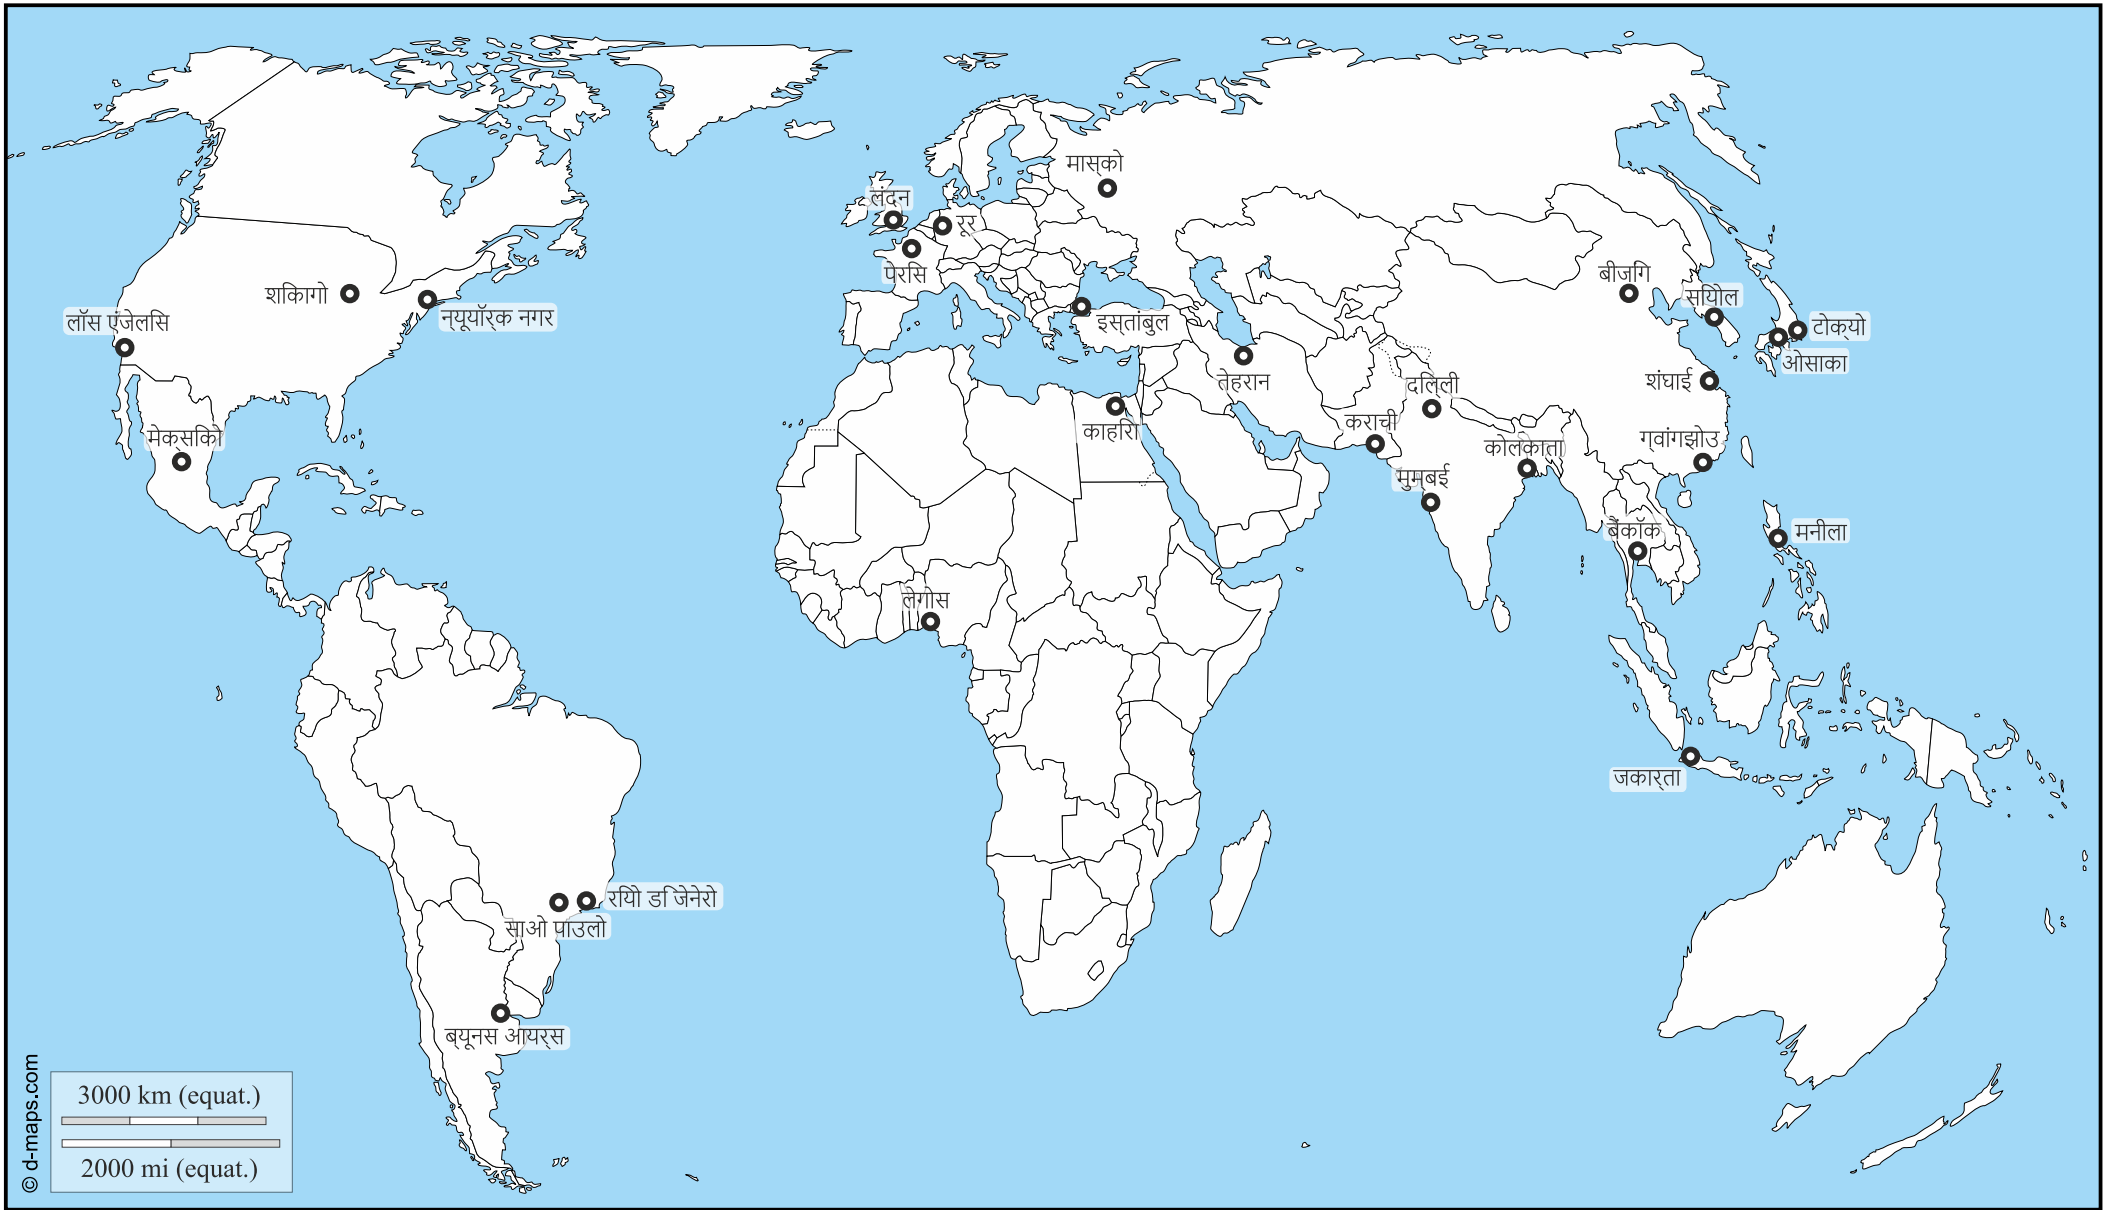 मास्को
लंदन
रुर
पेरिस
शिकागो
न्यूयॉर्क नगर
लॉस एंजेलिस
इस्तांबुल
बीजिंग
सियोल
टोक्यो
ओसाका
तेहरान
दिल्ली
शंघाई
मेक्सिको
काहिरा
कराची
कोलकाता
ग्वांगझोउ
मुम्बई
बैंकॉक
मनीला
लेगोस
जकार्ता
रियो डि जेनेरो
साओ पाउलो
ब्यूनस आयर्स
3000 km (equat.)
2000 mi (equat.)
© d-maps.com